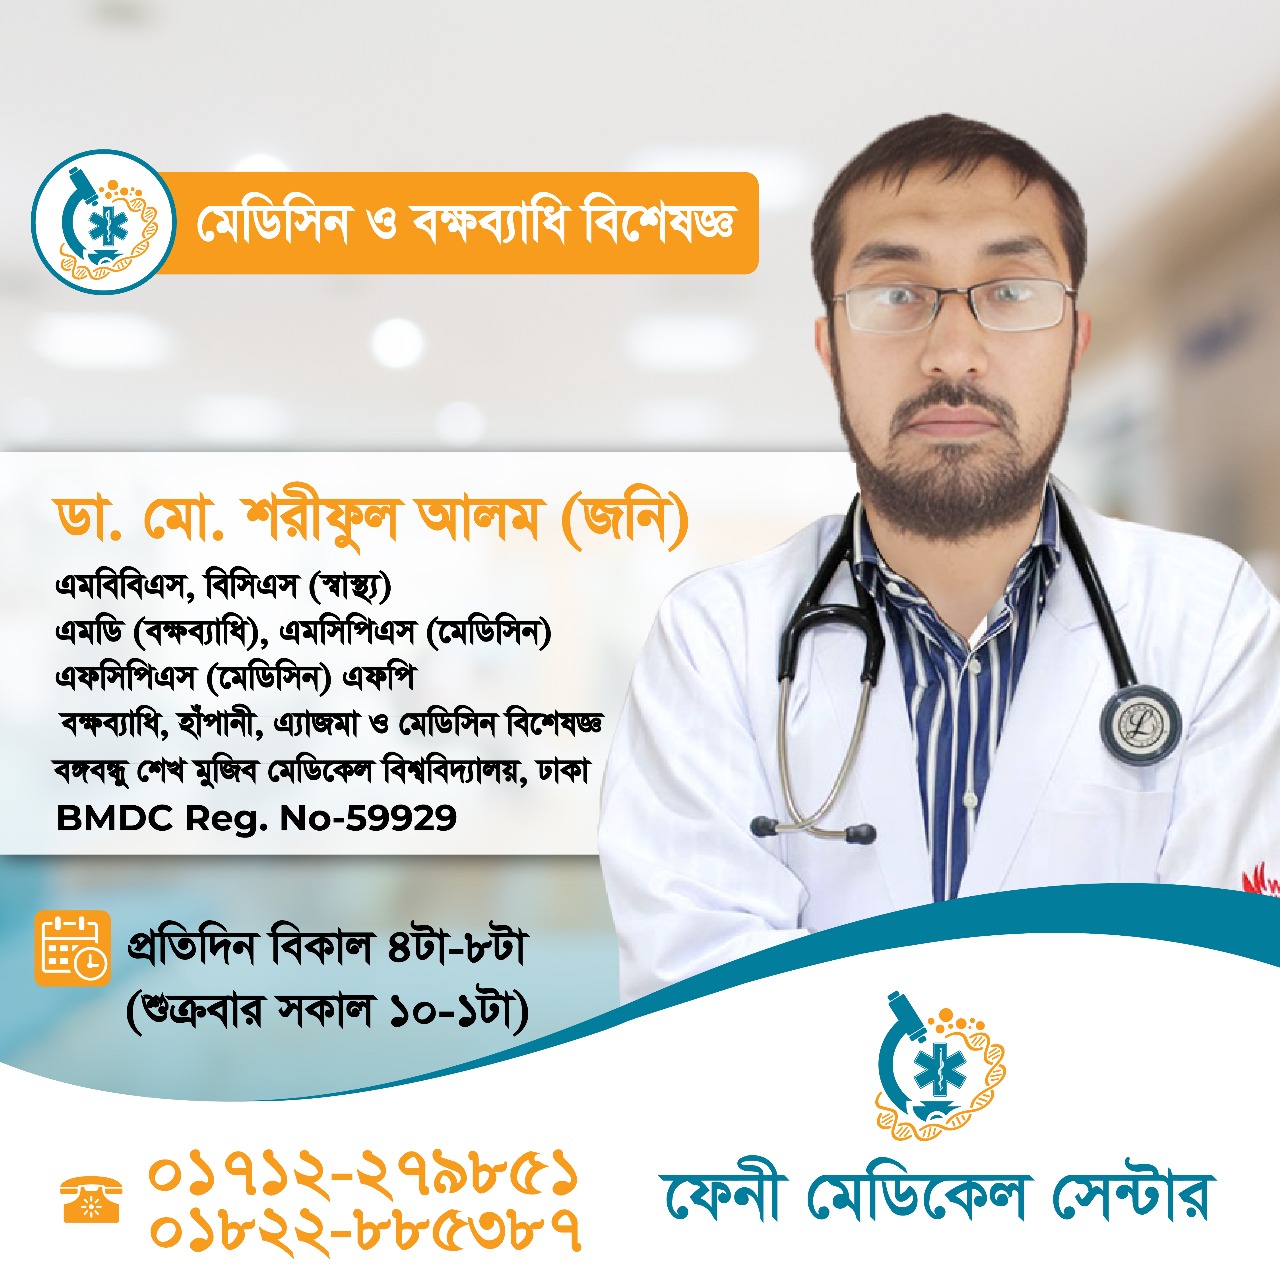 মেডিসিন ও বক্ষব্যাধি বিশেষজ্ঞ
ডা. মো. শরীফুল আলম (জনি)
এমবিবিএস, বিসিএস (স্বাস্থ্য)
এমডি (বক্ষব্যাধি), এমসিপিএস (মেডিসিন)
এফসিপিএস (মেডিসিন) এফপি
বক্ষব্যাধি, হাঁপানী, এ্যাজমা ও মেডিসিন বিশেষজ্ঞ
বঙ্গবন্ধু শেখ মুজিব মেডিকেল বিশ্ববিদ্যালয়, ঢাকা
BMDC Reg. No-59929
প্রতিদিন বিকাল ৪টা-৮টা
(শুক্রবার সকাল ১০-১টা)
০১৭১২-২৭৯৮৫১
০১৮২২-৮৮৫৩৮৭
ফেনী মেডিকেল সেন্টার